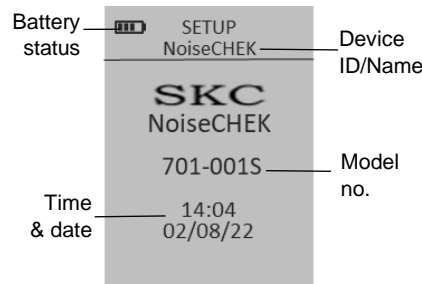 Battery
status
SETUP
NoiseCHEK
Device
ID/Name
SKC
NoiseCHEK
701-001S
Model
no.
Time
& date
14:04
02/08/22